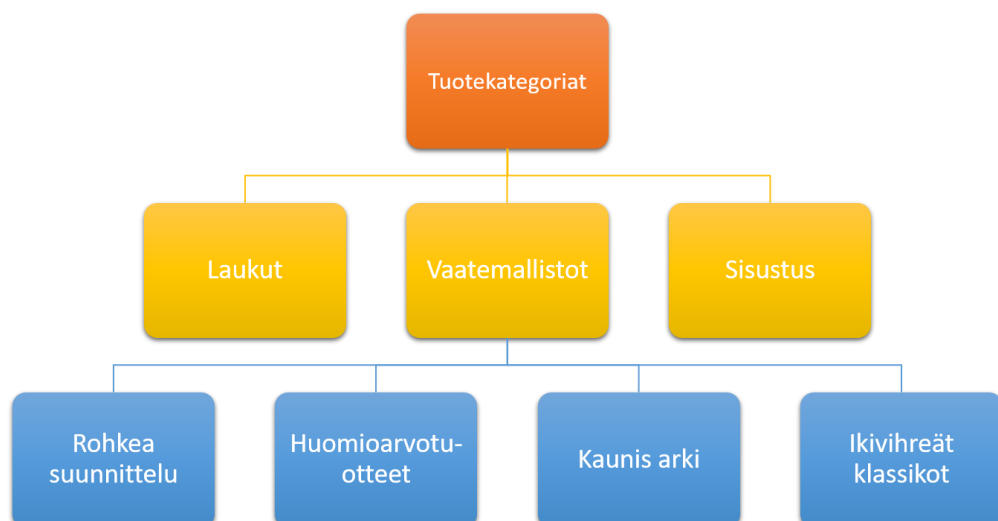 Tuotekategoriat
Laukut
Vaatemallistot
Sisustus
Rohkea
suunnittelu
Huomioarvotu-
otteet
Kaunis arki
Ikivihreät
klassikot